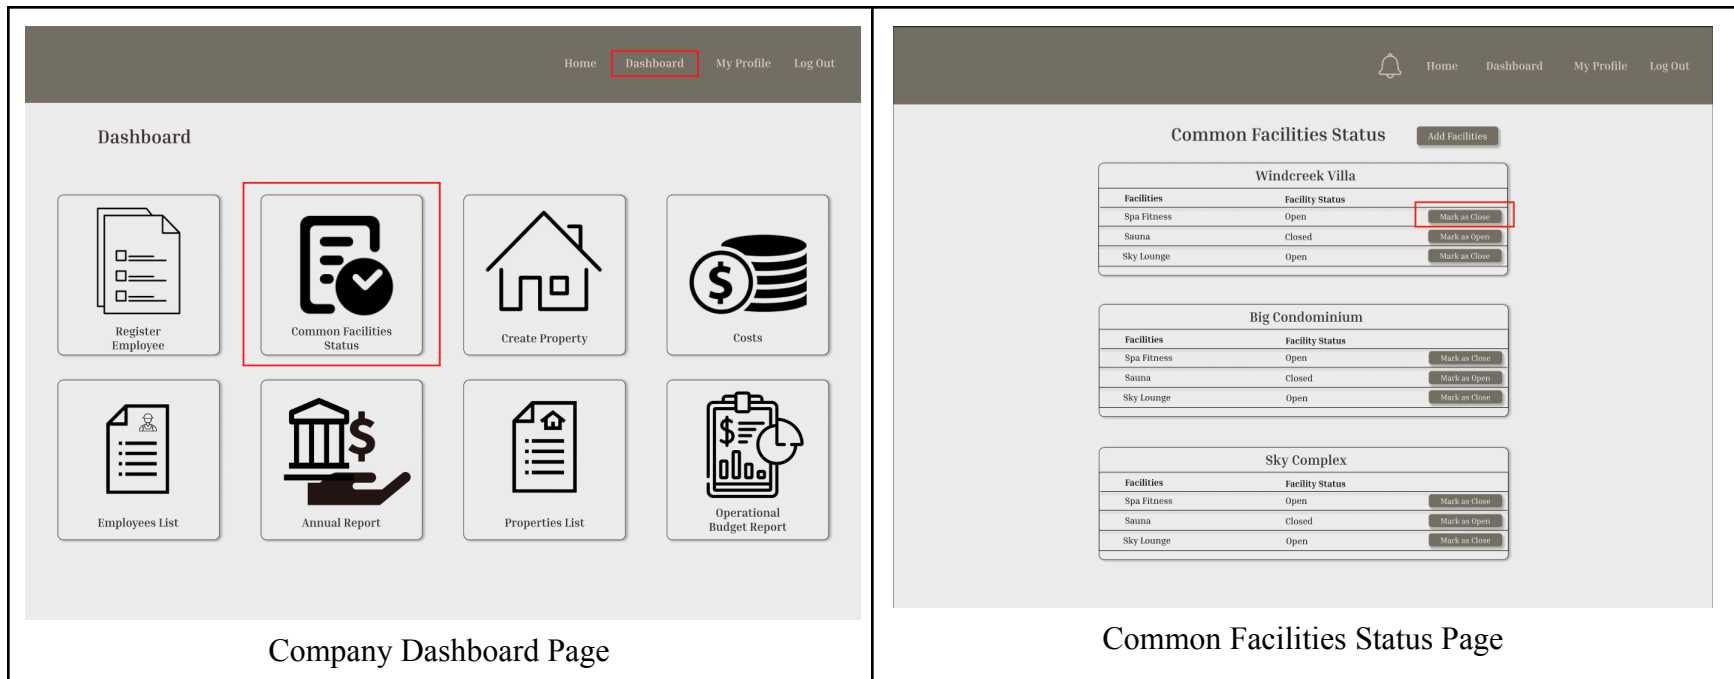 Home Dashboard My Profile Log Out
Dashboard
Register
Employee
Common Facilities
Status
Create Property
Costs
Employees List
Annual Report
Properties List
Operational
Budget Report
Company Dashboard Page
Home Dashboard My Profile Log Out
Common Facilities Status Add Facilities
Windcreek Villa
Facilities Facility Status
Spa Fitness Open Mark as Close
Sauna Closed Mark as Open
Sky Lounge Open Mark as Close
Big Condominium
Facilities Facility Status
Spa Fitness Open Mark as Close
Sauna Closed Mark as Open
Sky Lounge Open Mark as Close
Sky Complex
Facilities Facility Status
Spa Fitness Open Mark as Close
Sauna Closed Mark as Open
Sky Lounge Open Mark as Close
Common Facilities Status Page